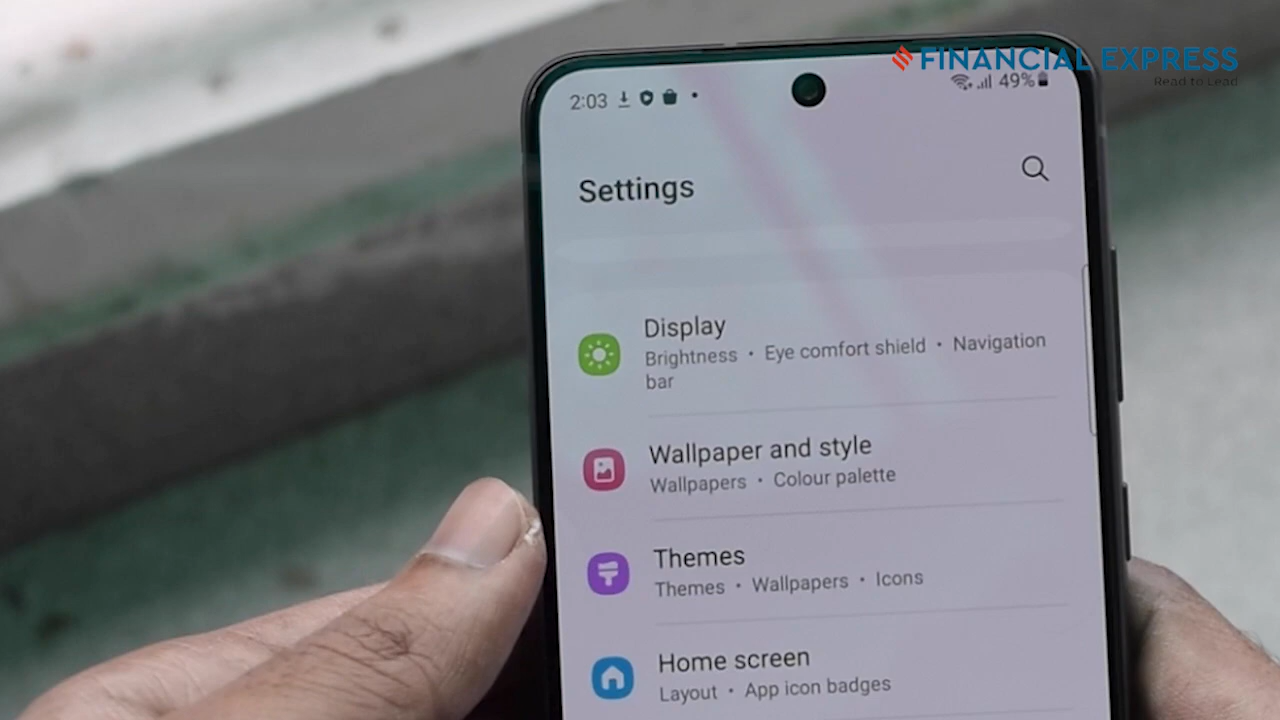 FINANCIAL EXPRESS
Read to Lead
2:03
49%
Settings
Display
Brightness • Eye comfort shield • Navigation
bar
Wallpaper and style
Wallpapers • Colour palette
Themes
Themes • Wallpapers • Icons
Home screen
Layout • App icon badges